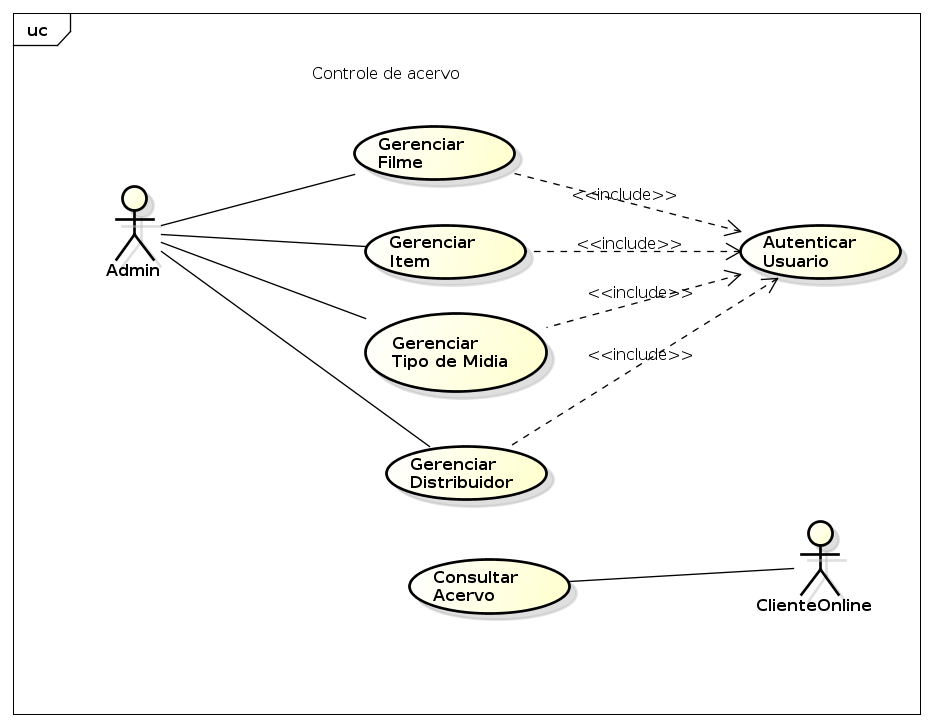 uc
Controle de acervo
Gerenciar
Filme
<<include>>
Admin
Gerenciar
Item
<<include>>
Autenticar
Usuario
<<include>>
Gerenciar
Tipo de Midia
<<include>>
Gerenciar
Distribuidor
Consultar
Acervo
ClienteOnline